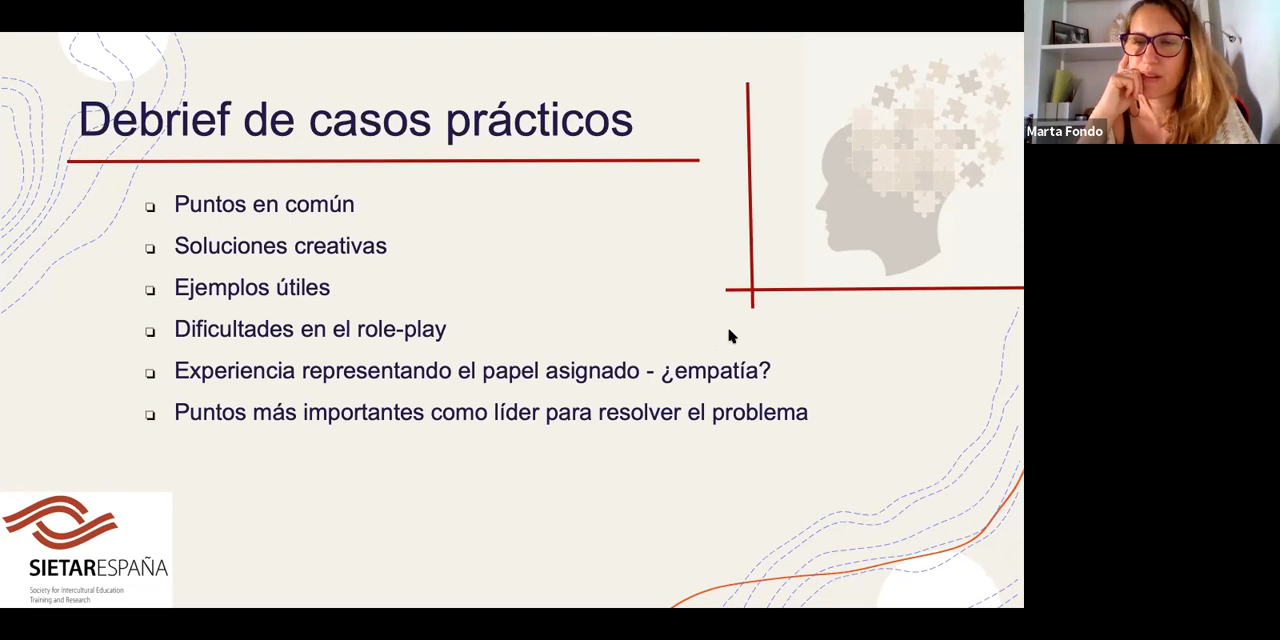 Debrief de casos prácticos
Puntos en común
Soluciones creativas
Ejemplos útiles
Dificultades en el role-play
Experiencia representando el papel asignado - ¿empatía?
Puntos más importantes como líder para resolver el problema
SIETARESPAÑA
Society for Intercultural Education
Training and Research
Marta Fondo